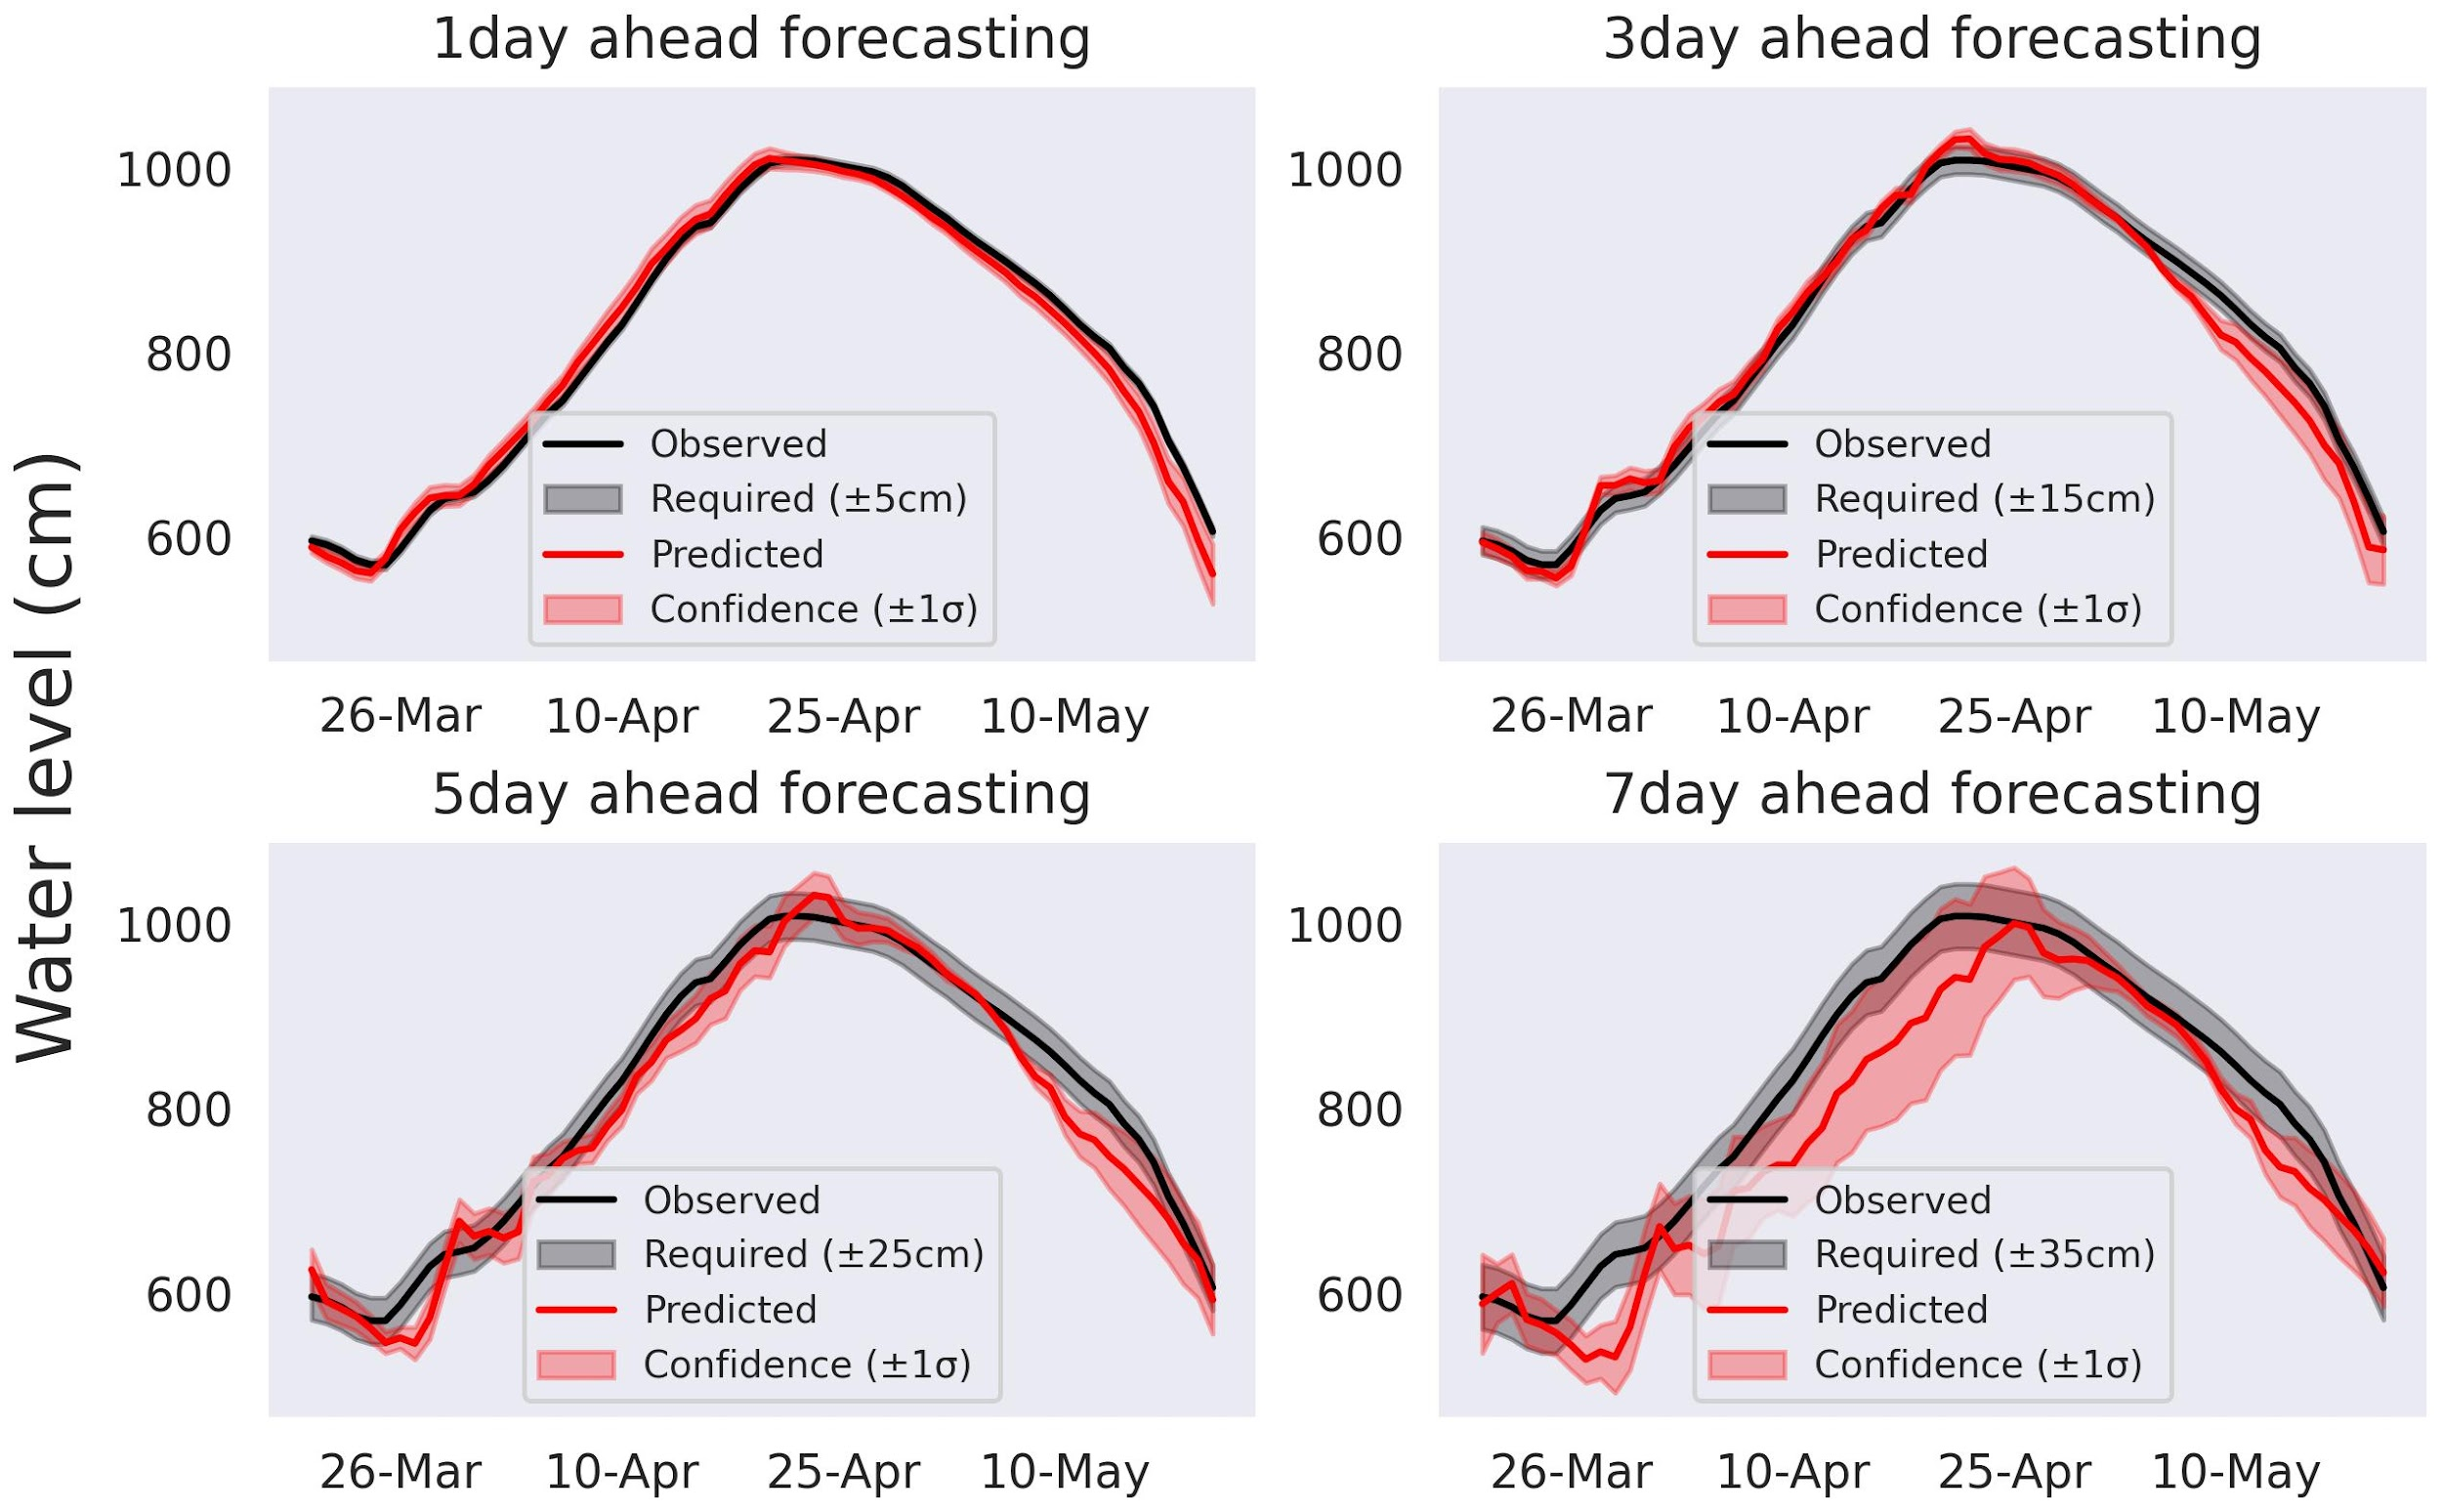 Water level (cm)
1day ahead forecasting
1000
800
600
Observed
Required (±5cm)
Predicted
Confidence (±1σ)
26-Mar 10-Apr 25-Apr 10-May
3day ahead forecasting
1000
800
600
Observed
Required (±15cm)
Predicted
Confidence (±1σ)
26-Mar 10-Apr 25-Apr 10-May
5day ahead forecasting
1000
800
600
Observed
Required (±25cm)
Predicted
Confidence (±1σ)
26-Mar 10-Apr 25-Apr 10-May
7day ahead forecasting
1000
800
600
Observed
Required (±35cm)
Predicted
Confidence (±1σ)
26-Mar 10-Apr 25-Apr 10-May